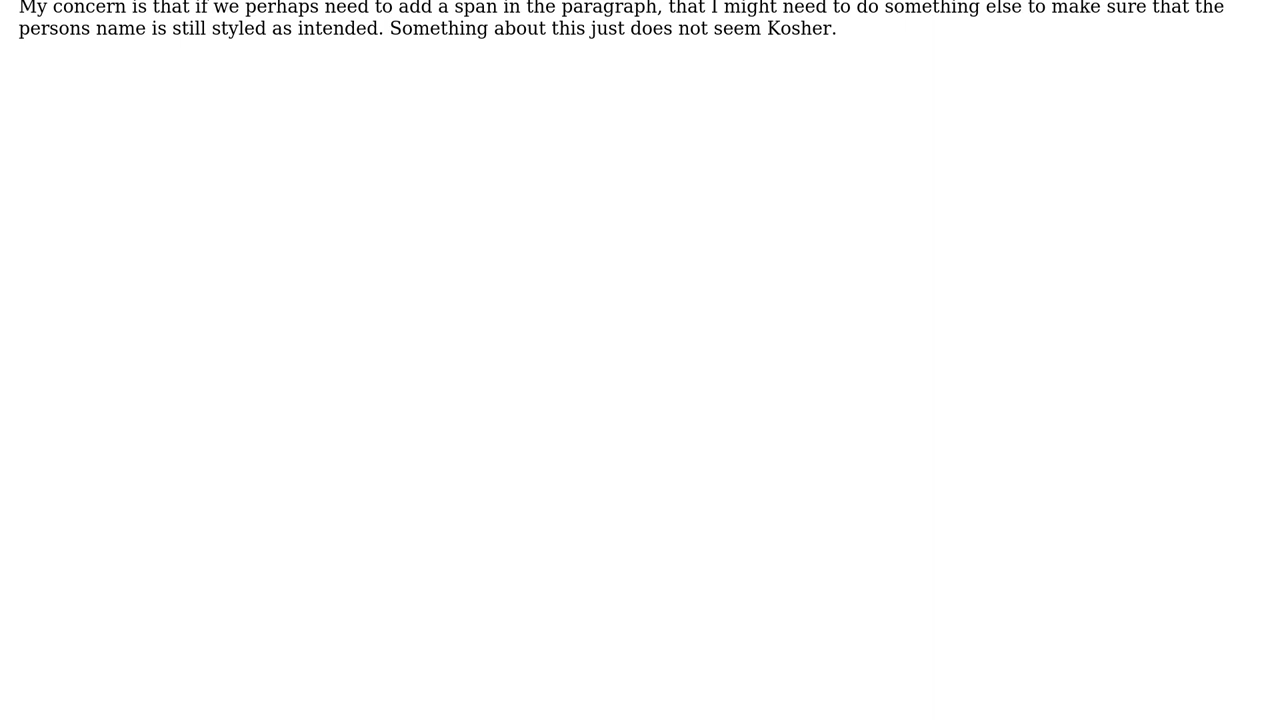 My concern is that if we perhaps need to add a span in the paragraph, that I might need to do something else to make sure that the
persons name is still styled as intended. Something about this just does not seem Kosher.